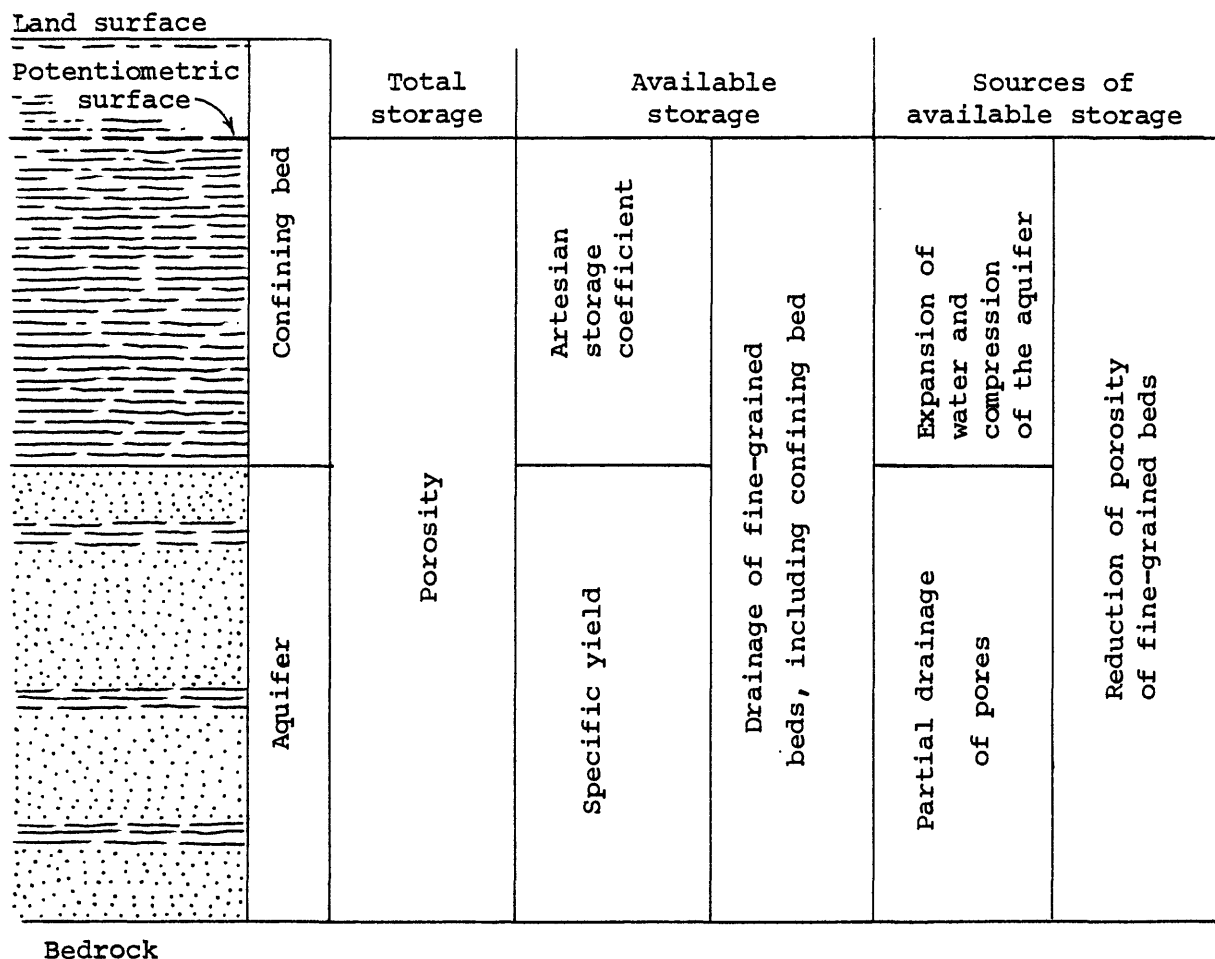 Land surface
Potentiometric
surface
Confining bed
Aquifer
Bedrock
Total
storage
Porosity
Available
storage
Artesian
storage
coefficient
Specific yield
Drainage of fine-grained
beds, including confining bed
Sources of
available storage
Expansion of
water and
compression
of the aquifer
Partial drainage
of pores
Reduction of porosity
of fine-grained beds